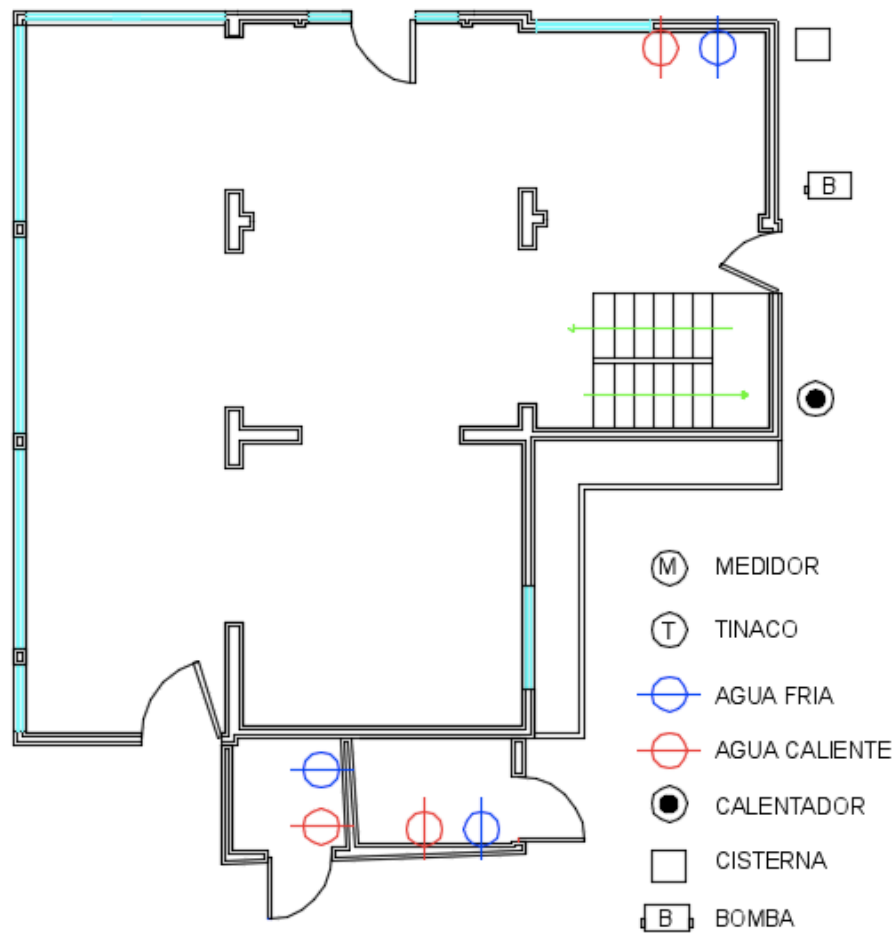 B
M MEDIDOR
T TINACO
AGUA FRIA
AGUA CALIENTE
CALENTADOR
CISTERNA
B BOMBA